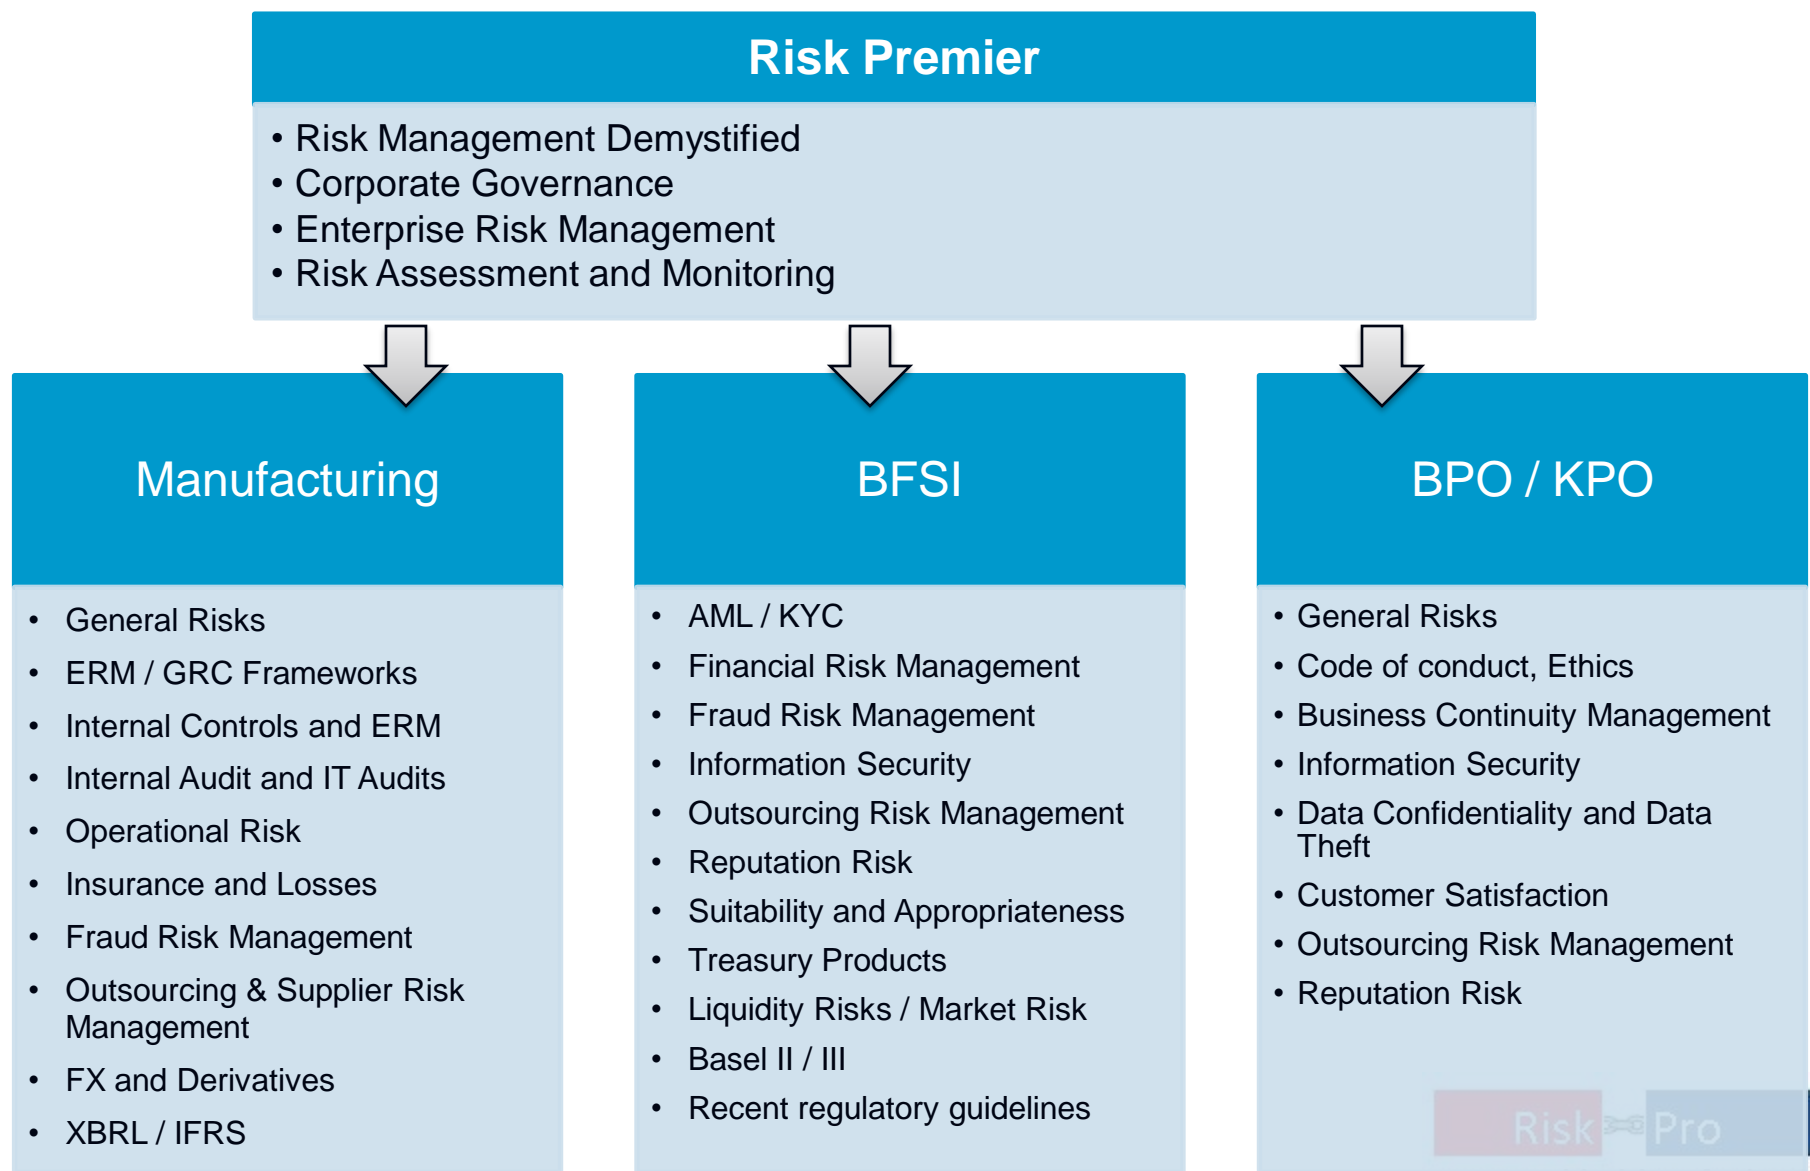 Risk Premier
• Risk Management Demystified
• Corporate Governance
• Enterprise Risk Management
• Risk Assessment and Monitoring
Manufacturing
• General Risks
• ERM / GRC Frameworks
• Internal Controls and ERM
• Internal Audit and IT Audits
• Operational Risk
• Insurance and Losses
• Fraud Risk Management
• Outsourcing & Supplier Risk
Management
• FX and Derivatives
• XBRL / IFRS
BFSI
• AML / KYC
• Financial Risk Management
• Fraud Risk Management
• Information Security
• Outsourcing Risk Management
• Reputation Risk
• Suitability and Appropriateness
• Treasury Products
• Liquidity Risks / Market Risk
• Basel II / III
• Recent regulatory guidelines
BPO / KPO
• General Risks
• Code of conduct, Ethics
• Business Continuity Management
• Information Security
• Data Confidentiality and Data
Theft
• Customer Satisfaction
• Outsourcing Risk Management
• Reputation Risk
Risk Pro